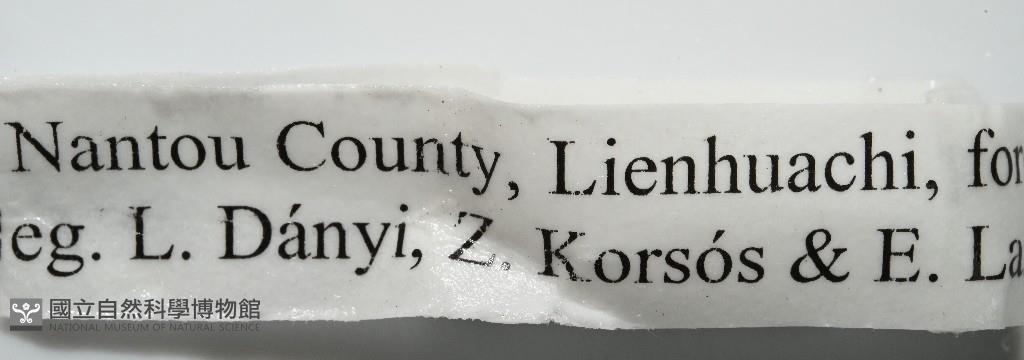 Nantou County, Lienhuachi, for
eg. L. Dányi, Z. Korsós & E. La
國立自然科學博物館
NATIONAL MUSEUM OF NATURAL SCIENCE